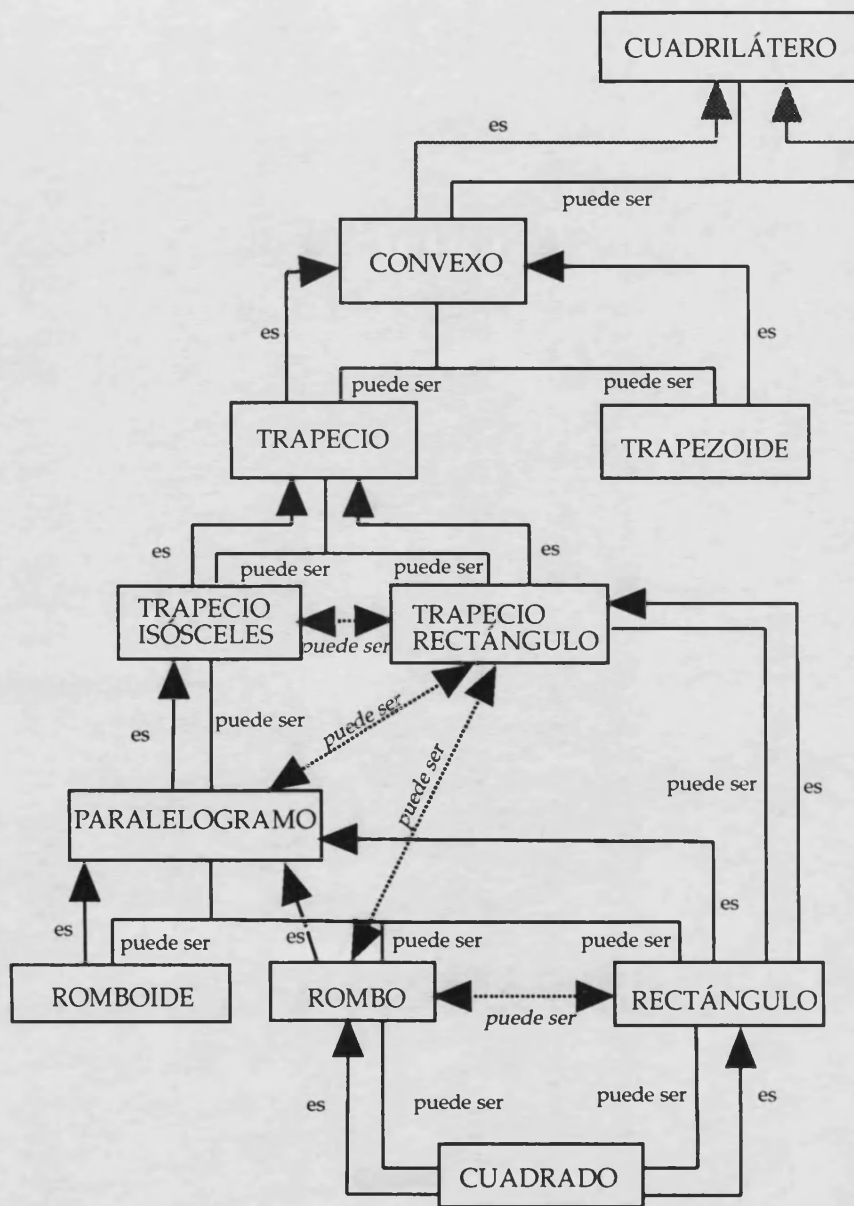 CUADRILÁTERO
es
puede ser
CONVEXO
es
es
puede ser
puede ser
TRAPECIO
TRAPEZOIDE
es
es
puede ser
puede ser
TRAPECIO
ISÓSCELES
TRAPECIO
RECTÁNGULO
puede ser
es
puede ser
puede ser
puede ser
puede ser
es
PARALELOGRAMO
es
es
es
puede ser
puede ser
puede ser
ROMBOIDE
ROMBO
RECTÁNGULO
puede ser
es
puede ser
puede ser
es
CUADRADO